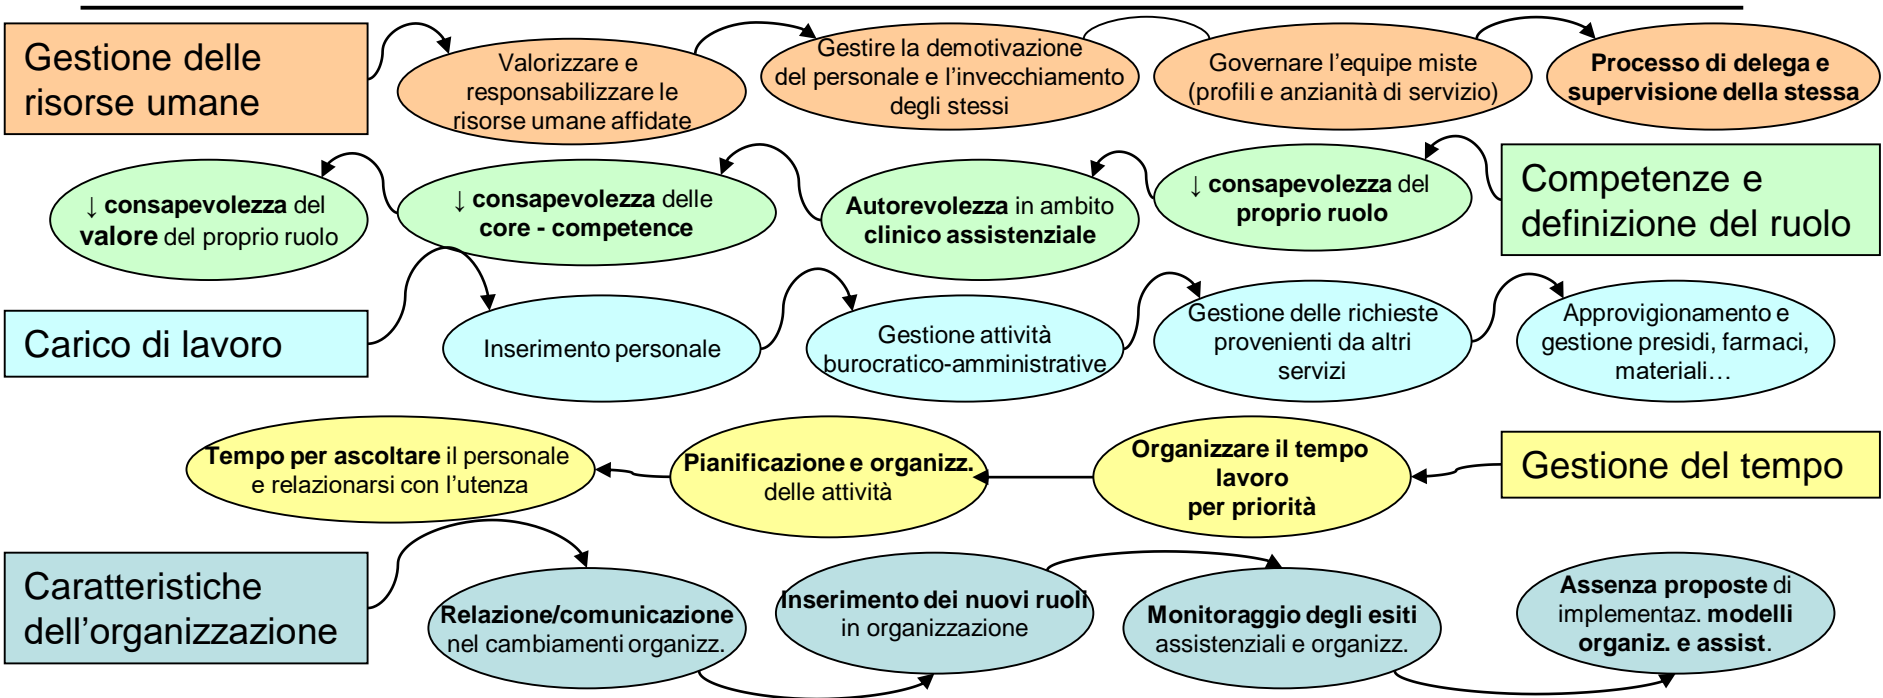 Gestione delle
risorse umane
Valorizzare e
responsabilizzare le
risorse umane affidate
Gestire la demotivazione
del personale e l’invecchiamento
degli stessi
Governare l’equipe miste
(profili e anzianità di servizio)
Processo di delega e
supervisione della stessa
↓ consapevolezza del
valore del proprio ruolo
↓ consapevolezza delle
core - competence
Autorevolezza in ambito
clinico assistenziale
↓ consapevolezza del
proprio ruolo
Competenze e
definizione del ruolo
Carico di lavoro
Inserimento personale
Gestione attività
burocratico-amministrative
Gestione delle richieste
provenienti da altri
servizi
Approvigionamento e
gestione presidi, farmaci,
materiali…
Tempo per ascoltare il personale
e relazionarsi con l’utenza
Pianificazione e organizz.
delle attività
Organizzare il tempo
lavoro
per priorità
Gestione del tempo
Caratteristiche
dell’organizzazione
Relazione/comunicazione
nel cambiamenti organizz.
Inserimento dei nuovi ruoli
in organizzazione
Monitoraggio degli esiti
assistenziali e organizz.
Assenza proposte di
implementaz. modelli
organiz. e assist.